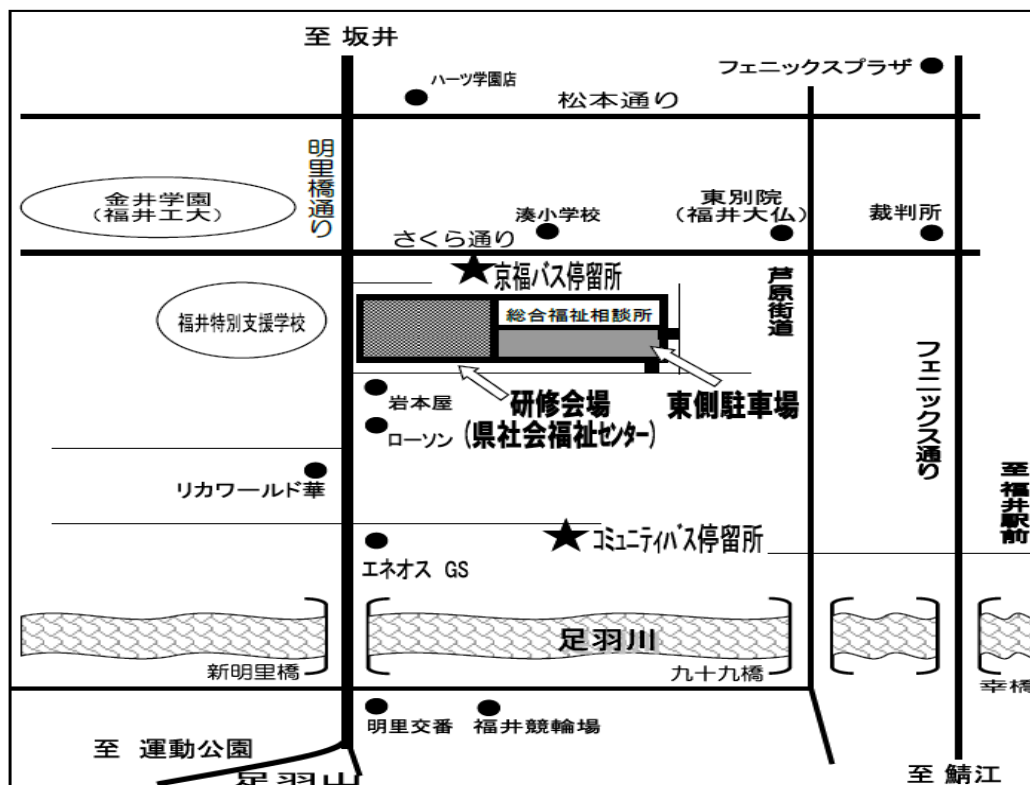 至 坂井
ハーツ学園店
フェニックスプラザ
松本通り
明里橋通り
金井学園
(福井工大)
湊小学校
東別院
(福井大仏)
裁判所
さくら通り
京福バス停留所
芦原街道
福井特別支援学校
総合福祉相談所
フェニックス通り
岩本屋
研修会場
東側駐車場
ローソン
(県社会福祉センター)
リカワールド華
至福井駅前
コミュニティバス停留所
エネオス GS
足羽川
新明里橋
九十九橋
幸橋
明里交番
福井競輪場
至 運動公園
足羽山
至 鯖江